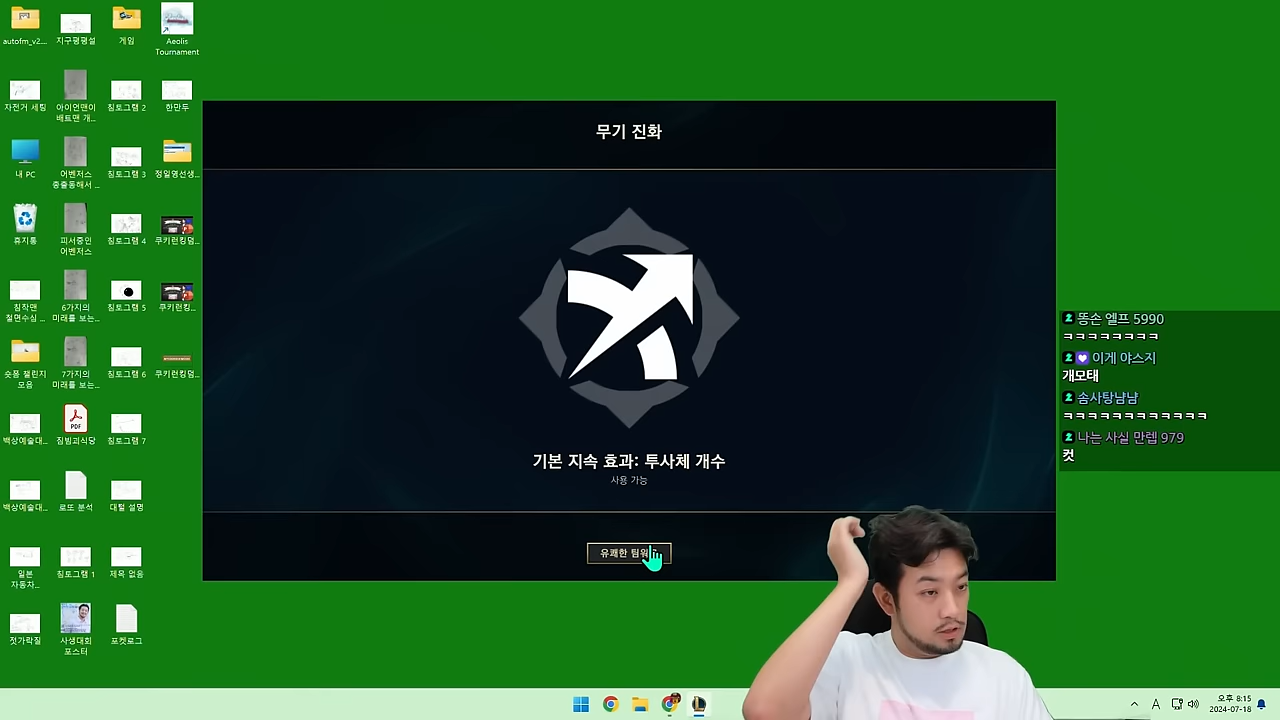 autofm_v2...
지구평평설
게임
Aeolis
Tournament
자전거 세팅
아이언맨이
배트맨 개...
침토그램 2
한만두
내 PC
어벤저스
중졸통해서 ...
침토그램 3
정일영선생...
휴지통
피서중인
어벤저스
침토그램 4
쿠키런킹덤...
침착맨
절면수심 ...
6가지의
미래를 보는...
침토그램 5
쿠키런킹...
숏폼 챌린지
모음
7가지의
미래를 보는...
침토그램 6
쿠키런킹덤...
백상예술대...
PDF
짐빔괴식당
침토그램 7
백상예술대...
로또 분석
대털 설명
일본
자동차...
침토그램 1
제목 없음
젓가락질
사생대회
포스터
포켓로그
무기 진화
기본 지속 효과: 투사체 개수
사용 가능
유쾌한 팀워
똥손 엘프 5990
ㅋㅋㅋㅋㅋㅋㅋㅋ
이게 야스지
개모태
솜사탕냠냠
ㅋㅋㅋㅋㅋㅋㅋㅋㅋㅋㅋㅋ
나는 사실 만렙 979
컷
A
오후 8:15
2024-07-18